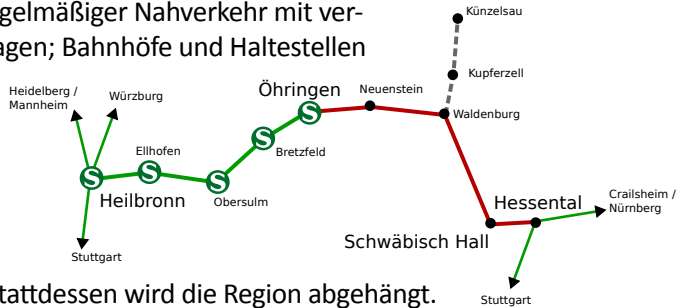 gelmäßiger Nahverkehr mit ver-
agen; Bahnhöfe und Haltestellen
Künzelsau
Kupferzell
Heidelberg /
Mannheim
Würzburg
Öhringen
Neuenstein
Waldenburg
Ellhofen
Bretzfeld
Heilbronn
Obersulm
Hessental
Crailsheim /
Nürnberg
Schwäbisch Hall
Stuttgart
Stuttgart
tattdessen wird die Region abgehängt.
S
S
S
S
S